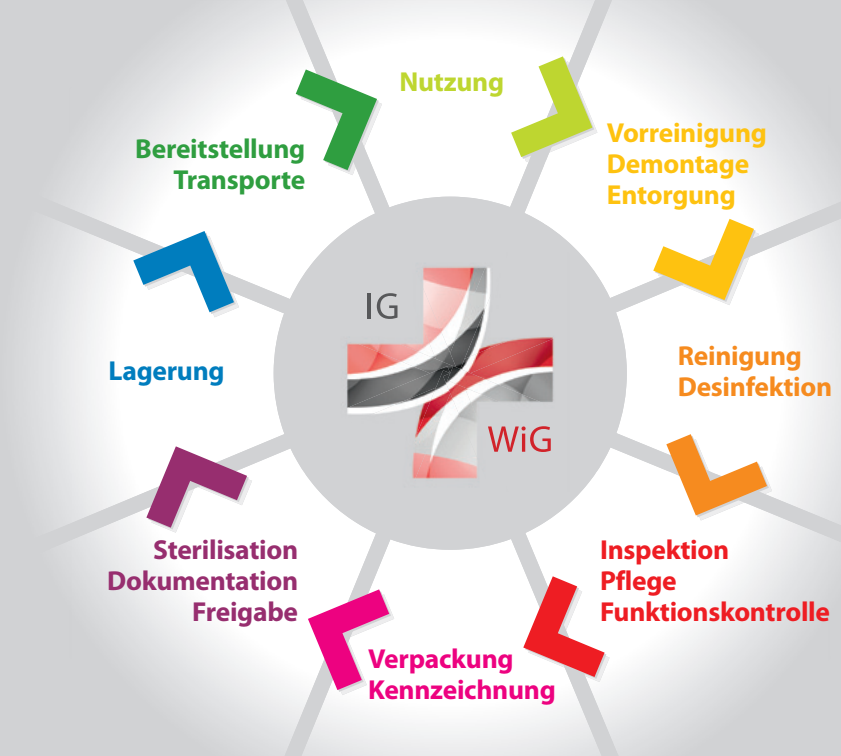 Nutzung
Vorreinigung
Demontage
Entorgung
Reinigung
Desinfektion
Inspektion
Pflege
Funktionskontrolle
Verpackung
Kennzeichnung
Sterilisation
Dokumentation
Freigabe
Lagerung
Bereitstellung
Transporte
IG
WiG